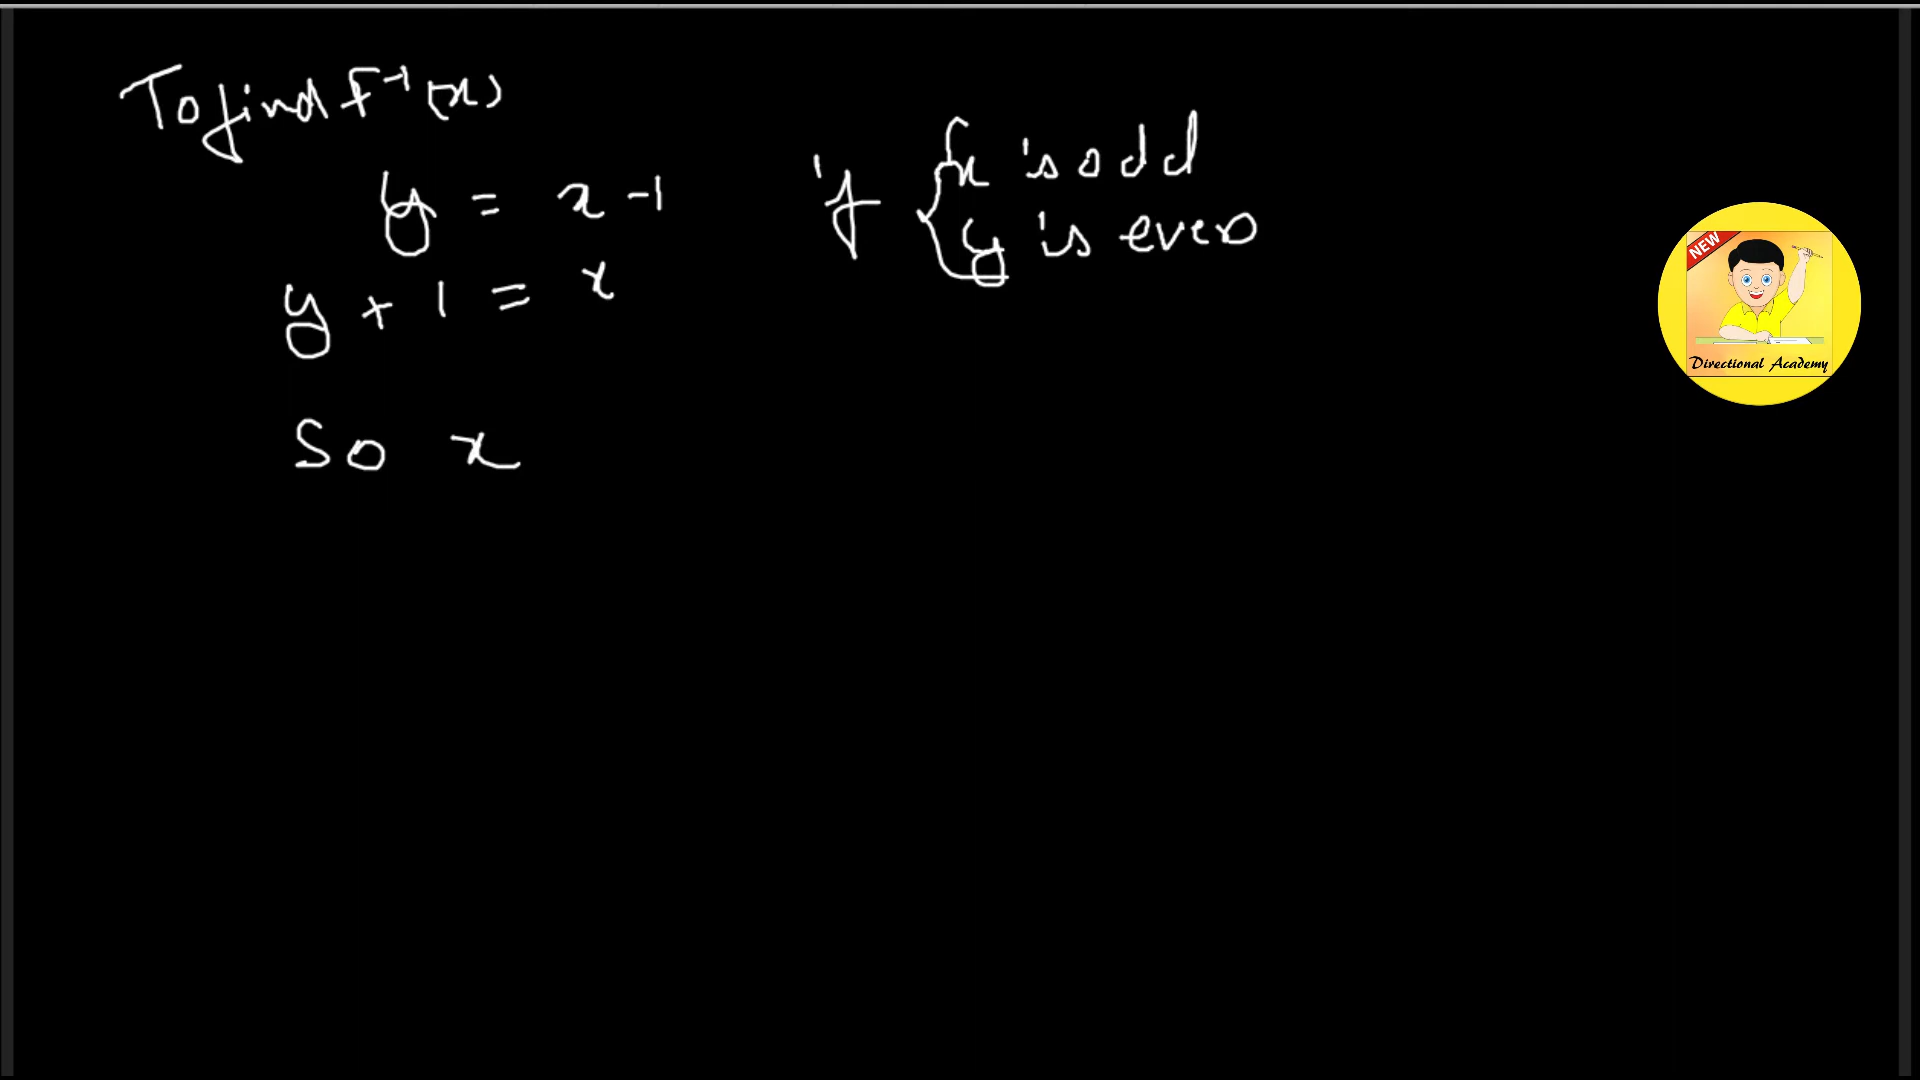 To find f⁻¹(x)
y = x - 1 if { x is odd
y is even
y + 1 = x
So x
NEW
Directional Academy